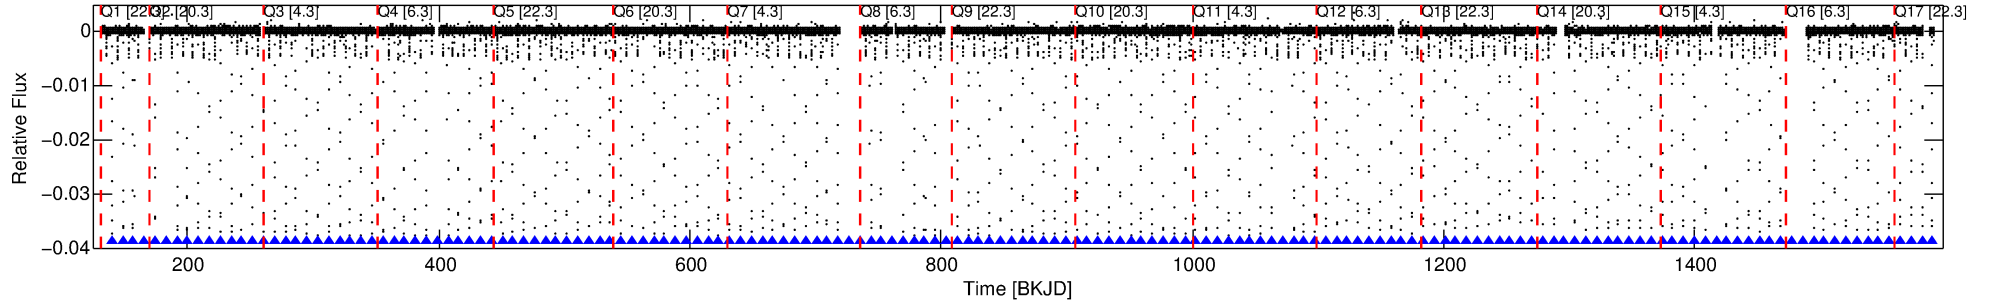 Q1 [22.3] Q2 [20.3] Q3 [4.3] Q4 [6.3] Q5 [22.3] Q6 [20.3] Q7 [4.3] Q8 [6.3] Q9 [22.3] Q10 [20.3] Q11 [4.3] Q12 [6.3] Q13 [22.3] Q14 [20.3] Q15 [4.3] Q16 [6.3] Q17 [22.3]
0
−0.01
−0.02
−0.03
−0.04
Relative Flux
200 400 600 800 1000 1200 1400
Time [BKJD]